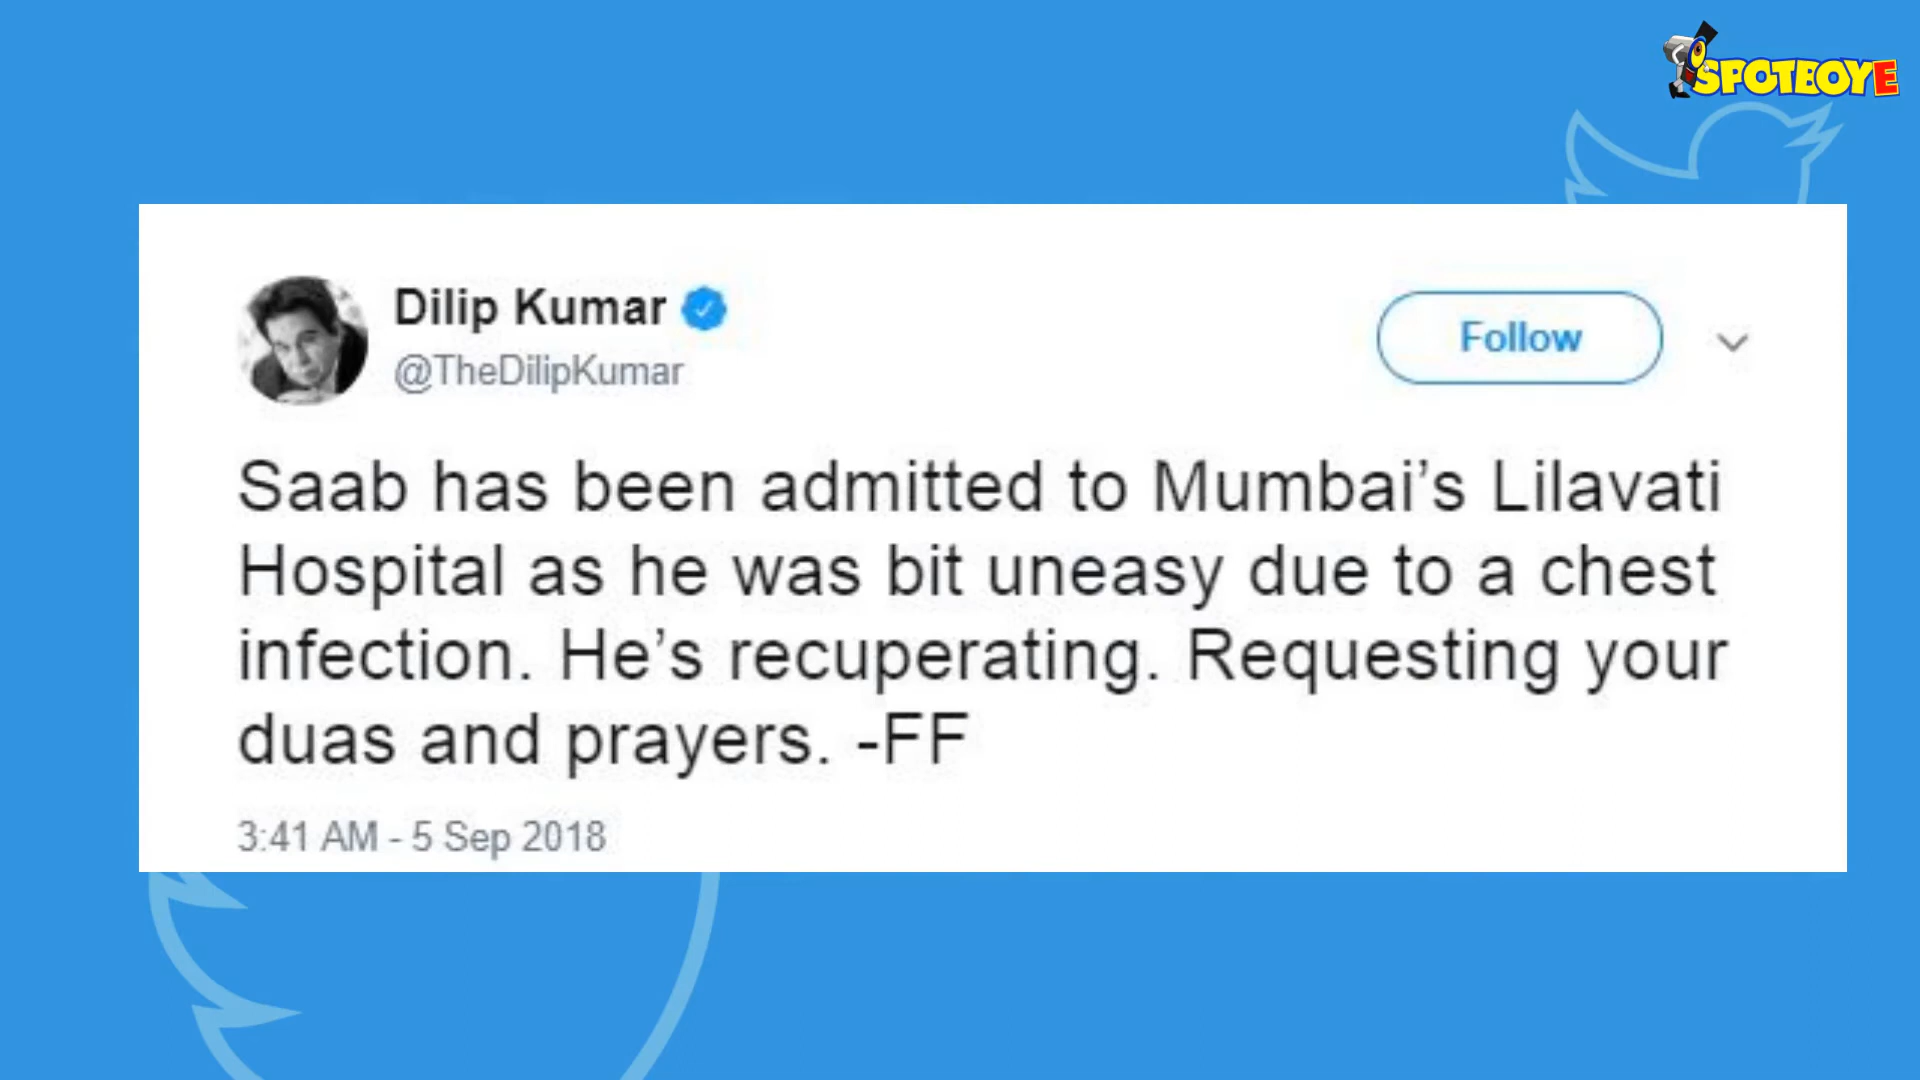 SPOTBOYE
Dilip Kumar
@TheDilipKumar
Follow
Saab has been admitted to Mumbai’s Lilavati
Hospital as he was bit uneasy due to a chest
infection. He’s recuperating. Requesting your
duas and prayers. -FF
3:41 AM - 5 Sep 2018